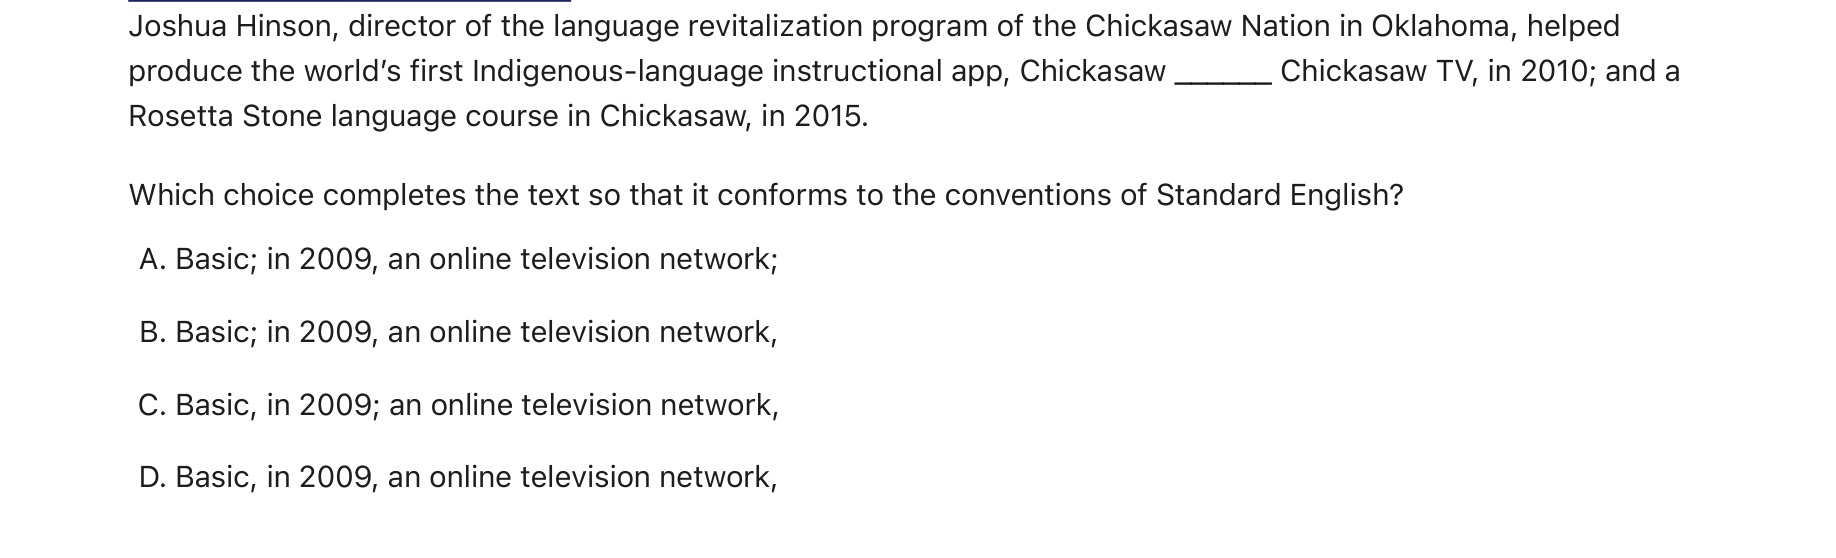 Joshua Hinson, director of the language revitalization program of the Chickasaw Nation in Oklahoma, helped
produce the world’s first Indigenous-language instructional app, Chickasaw ______ Chickasaw TV, in 2010; and a
Rosetta Stone language course in Chickasaw, in 2015.
Which choice completes the text so that it conforms to the conventions of Standard English?
A. Basic; in 2009, an online television network;
B. Basic; in 2009, an online television network,
C. Basic, in 2009; an online television network,
D. Basic, in 2009, an online television network,